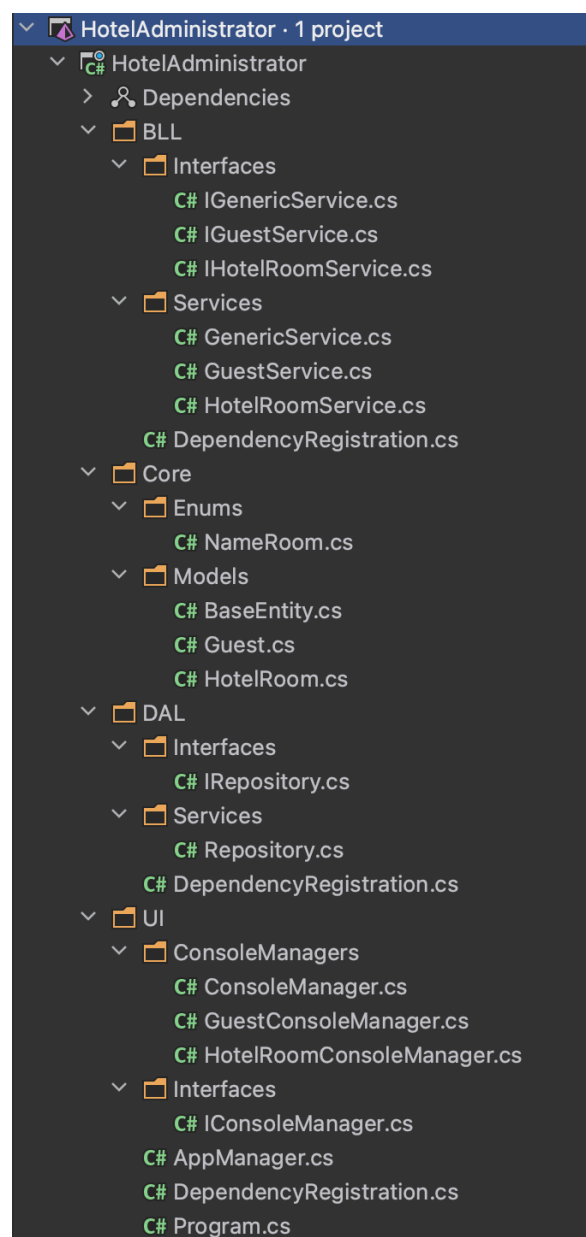 HotelAdministrator · 1 project
C# HotelAdministrator
Dependencies
BLL
Interfaces
C# IGenericService.cs
C# IGuestService.cs
C# IHotelRoomService.cs
Services
C# GenericService.cs
C# GuestService.cs
C# HotelRoomService.cs
C# DependencyRegistration.cs
Core
Enums
C# NameRoom.cs
Models
C# BaseEntity.cs
C# Guest.cs
C# HotelRoom.cs
DAL
Interfaces
C# IRepository.cs
Services
C# Repository.cs
C# DependencyRegistration.cs
UI
ConsoleManagers
C# ConsoleManager.cs
C# GuestConsoleManager.cs
C# HotelRoomConsoleManager.cs
Interfaces
C# IConsoleManager.cs
C# AppManager.cs
C# DependencyRegistration.cs
C# Program.cs